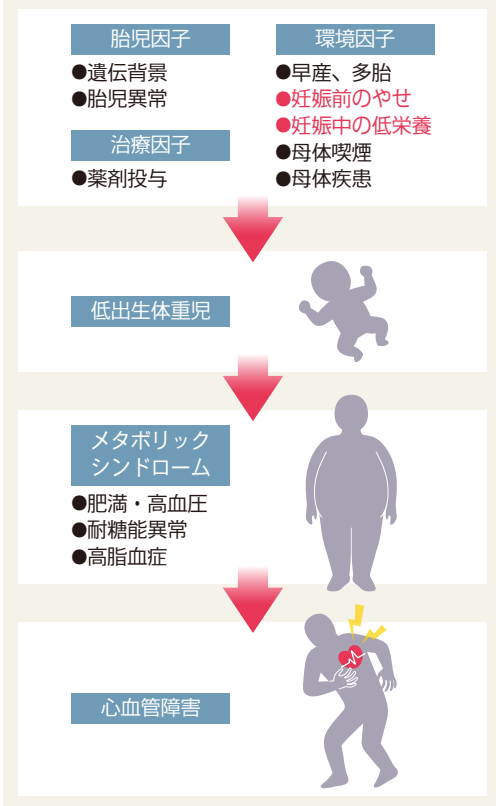 胎児因子
●遺伝背景
●胎児異常
治療因子
●薬剤投与
環境因子
●早産、多胎
●妊娠前のやせ
●妊娠中の低栄養
●母体喫煙
●母体疾患
低出生体重児
メタボリック
シンドローム
●肥満・高血圧
●耐糖能異常
●高脂血症
心血管障害